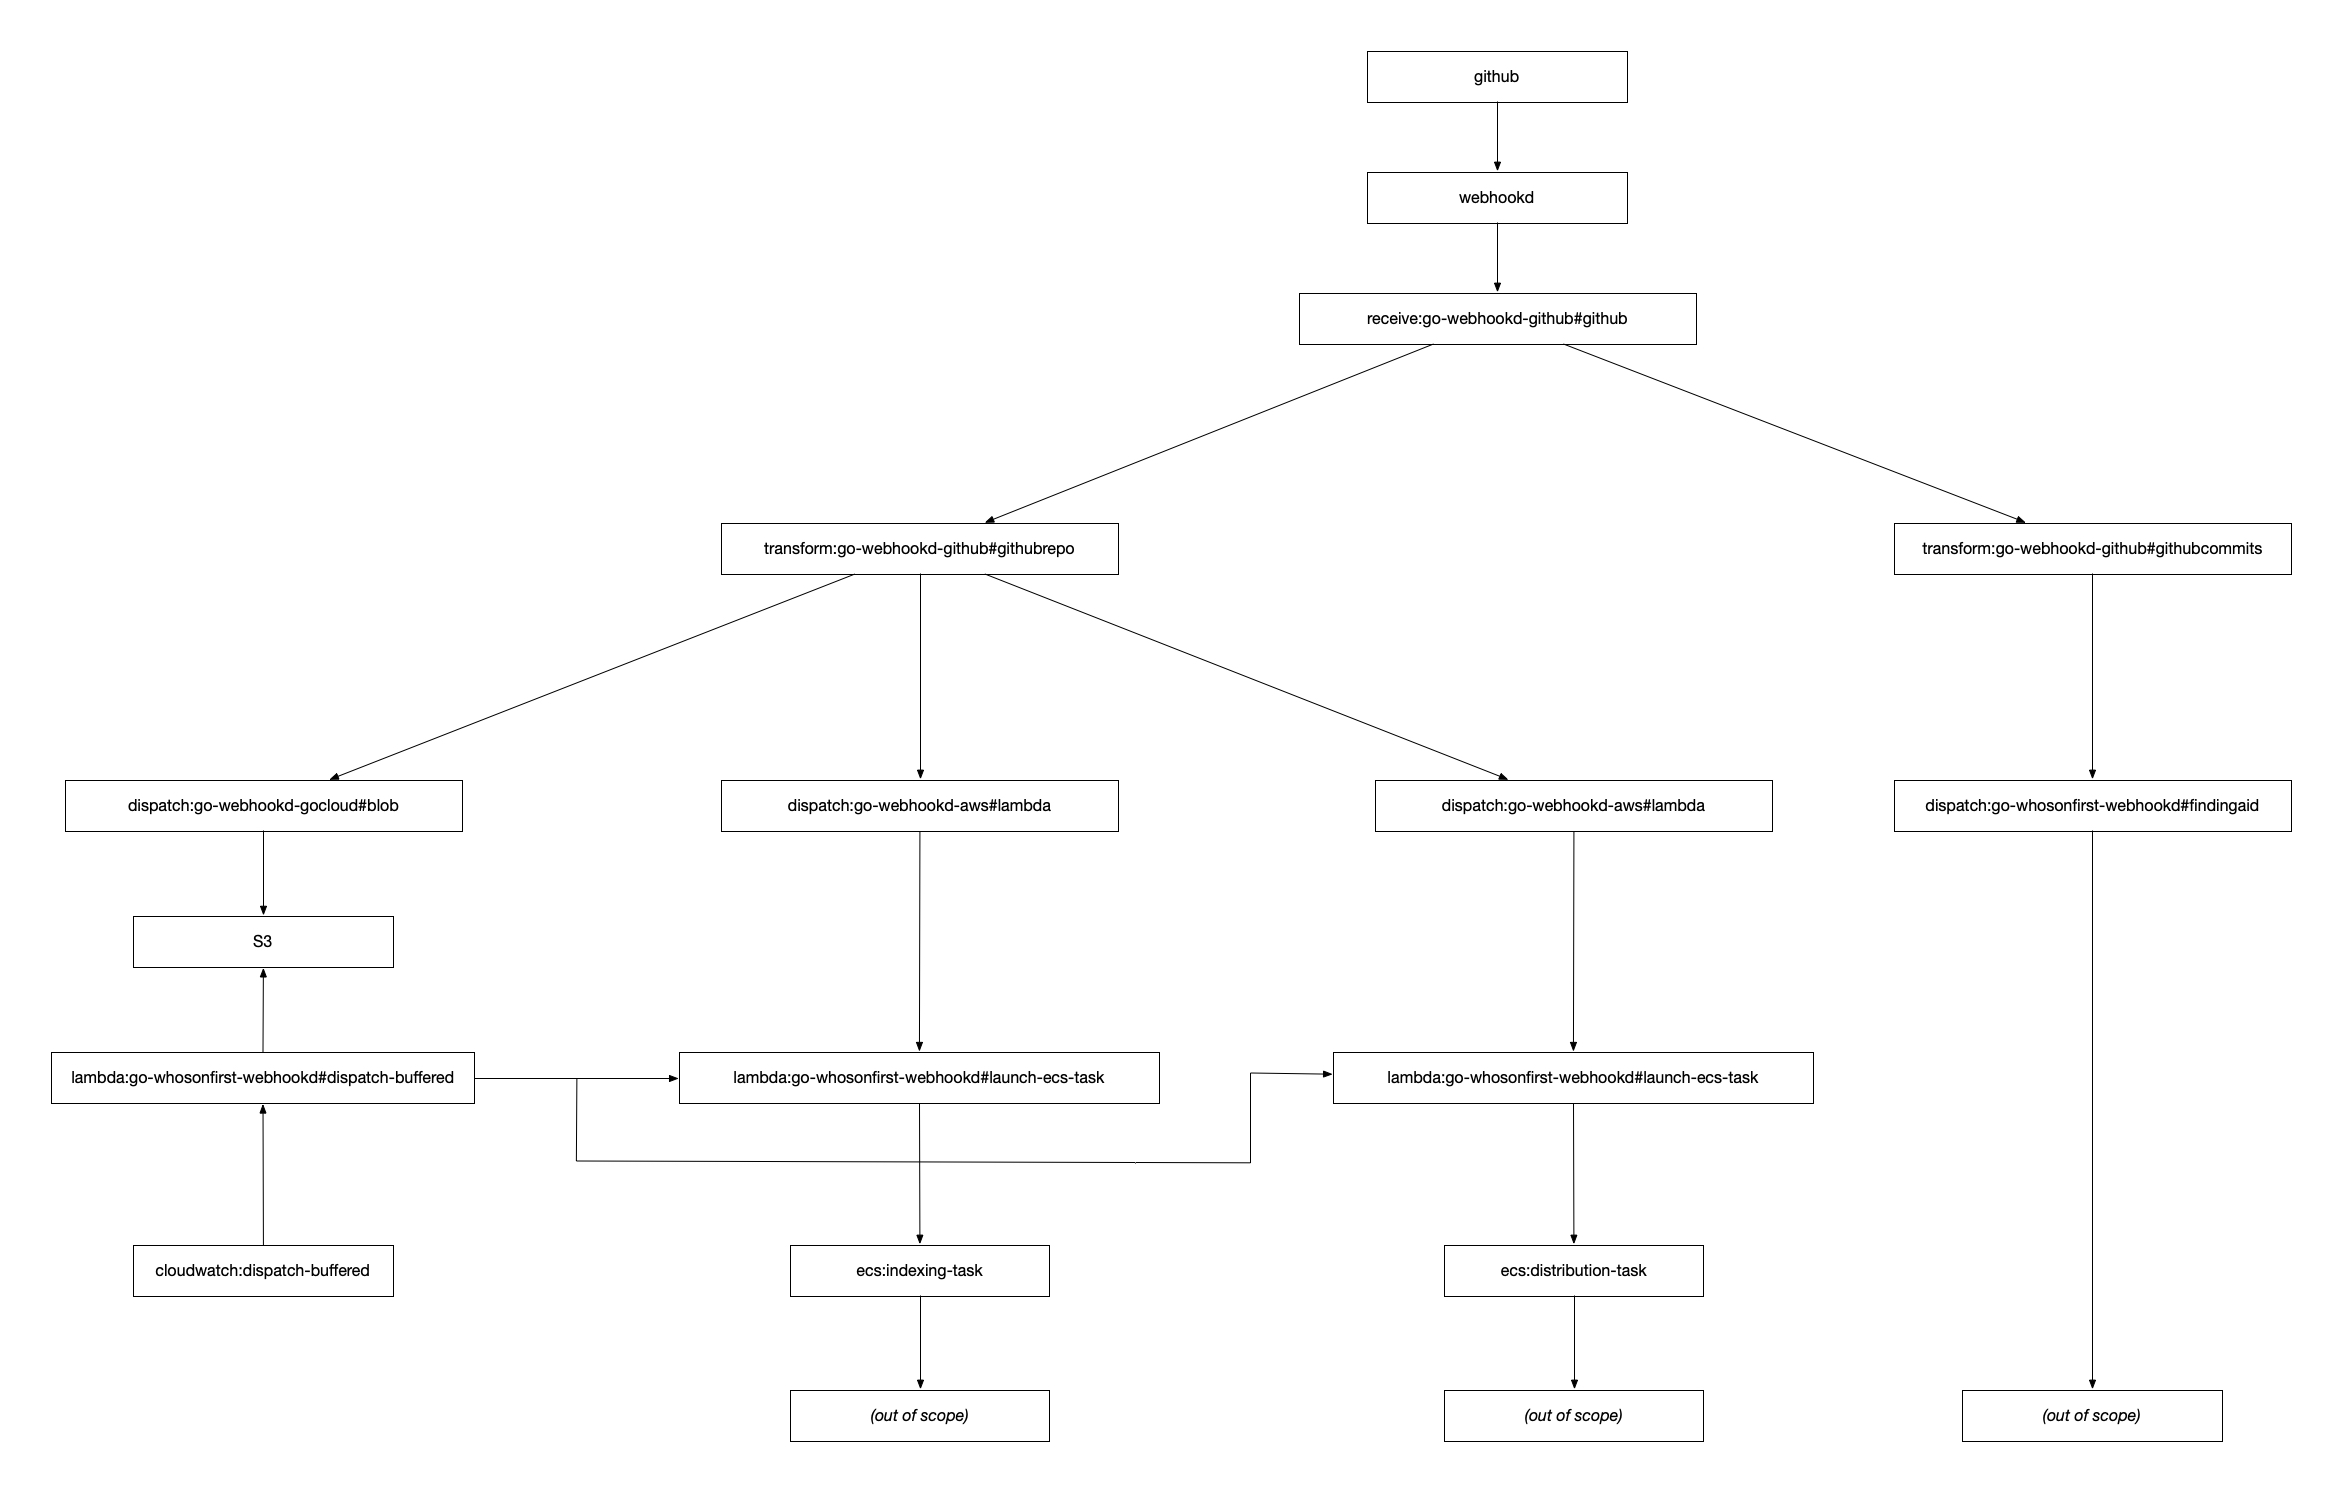 github
webhookd
receive:go-webhookd-github#github
transform:go-webhookd-github#githubrepo
transform:go-webhookd-github#githubcommits
dispatch:go-webhookd-gocloud#blob
dispatch:go-webhookd-aws#lambda
dispatch:go-webhookd-aws#lambda
dispatch:go-whosonfirst-webhookd#findingaid
S3
lambda:go-whosonfirst-webhookd#dispatch-buffered
lambda:go-whosonfirst-webhookd#launch-ecs-task
lambda:go-whosonfirst-webhookd#launch-ecs-task
cloudwatch:dispatch-buffered
ecs:indexing-task
ecs:distribution-task
(out of scope)
(out of scope)
(out of scope)